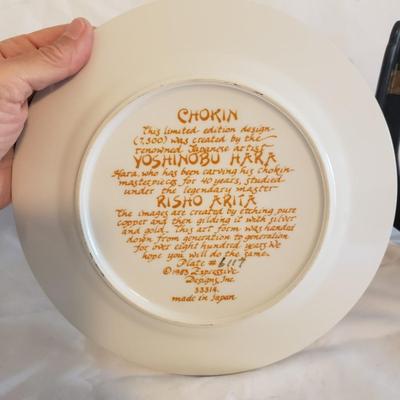 CHOKIN
This limited edition design
(7,500) was created by the
renowned Japanese artist
YOSHINOBU HARA
Hara, who has been carving his chokin
masterpieces for 40 years, studied
under the legendary master
RISHO ARITA
The images are created by etching pure
copper and then gilding it with silver
and gold. This art form was handed
down from generation to generation
for over eight hundred years. We
hope you will do the same.
Plate # 6117
©1983 Expressive
Designs, Inc.
33314.
made in Japan